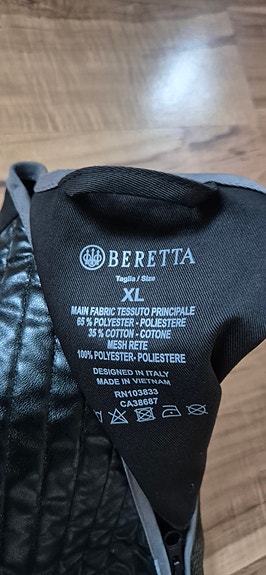 BERETTA
Taglia / Size
XL
MAIN FABRIC TESSUTO PRINCIPALE
65 % POLYESTER - POLIESTERE
35 % COTTON - COTONE
MESH RETE
100% POLYESTER- POLIESTERE
DESIGNED IN ITALY
MADE IN VIETNAM
RN103833
CA38687